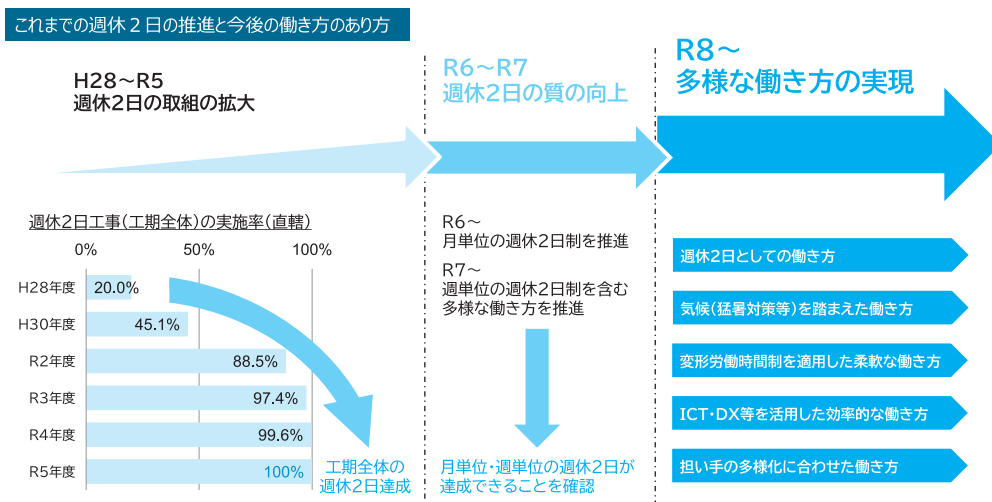 これまでの週休２日の推進と今後の働き方のあり方
H28～R5
週休2日の取組の拡大
R6～R7
週休2日の質の向上
R8～
多様な働き方の実現
週休2日工事(工期全体)の実施率(直轄)
0% 50% 100%
H28年度 20.0%
H30年度 45.1%
R2年度 88.5%
R3年度 97.4%
R4年度 99.6%
R5年度 100%
工期全体の
週休2日達成
R6～
月単位の週休2日制を推進
R7～
週単位の週休2日制を含む
多様な働き方を推進
月単位・週単位の週休2日が
達成できることを確認
週休2日としての働き方
気候(猛暑対策等)を踏まえた働き方
変形労働時間制を適用した柔軟な働き方
ICT・DX等を活用した効率的な働き方
担い手の多様化に合わせた働き方